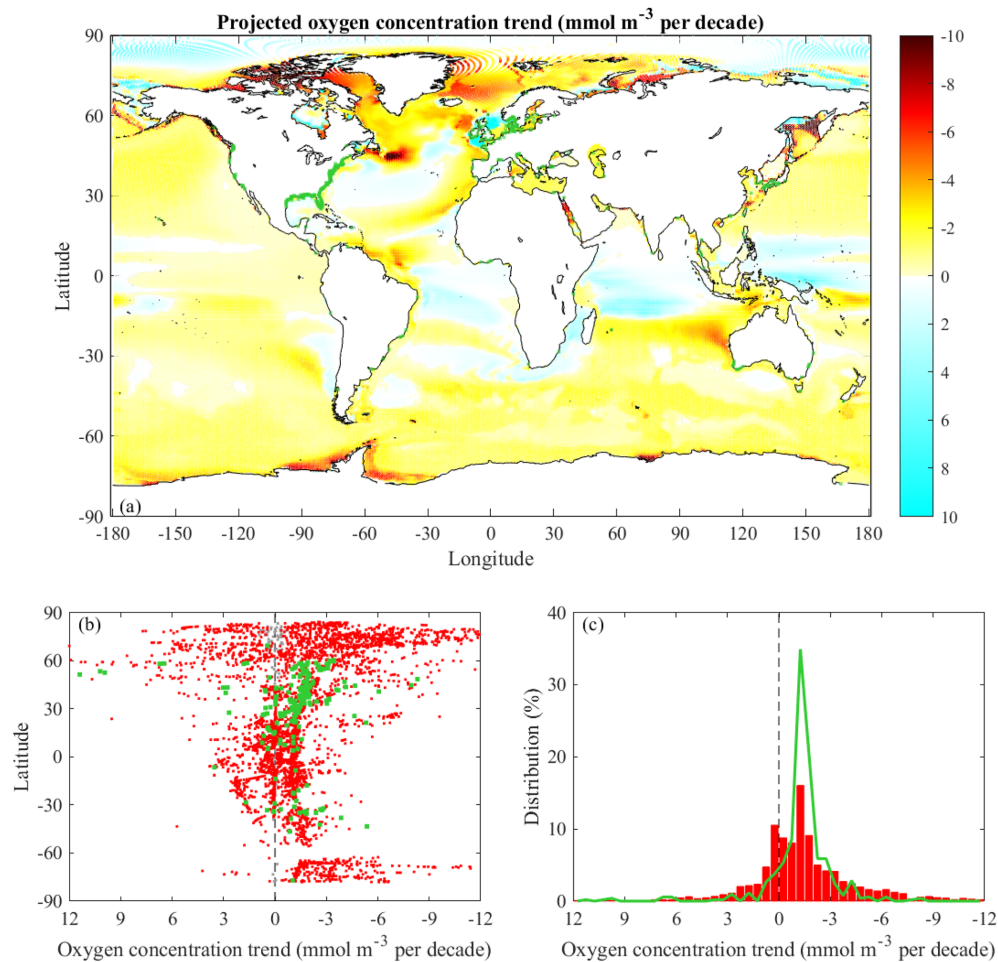 Projected oxygen concentration trend (mmol m⁻³ per decade)
90
60
30
0
-30
-60
-90
Latitude
(a)
-180 -150 -120 -90 -60 -30 0 30 60 90 120 150 180
Longitude
-10
-8
-6
-4
-2
0
2
4
6
8
10
(b)
90
60
30
0
-30
-60
-90
Latitude
12 9 6 3 0 -3 -6 -9 -12
Oxygen concentration trend (mmol m⁻³ per decade)
(c)
40
30
20
10
0
Distribution (%)
12 9 6 3 0 -3 -6 -9 -12
Oxygen concentration trend (mmol m⁻³ per decade)